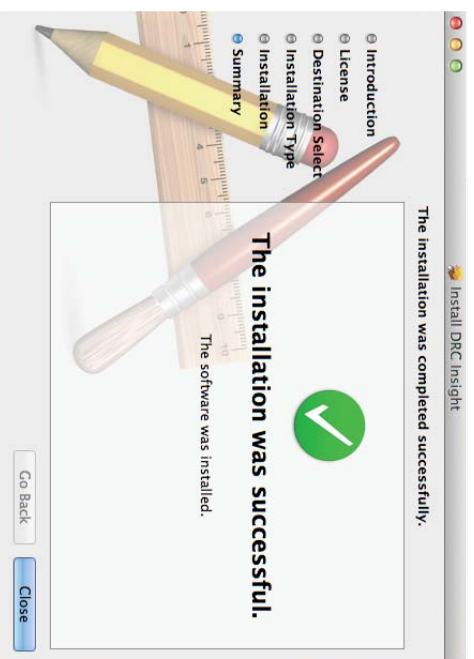 Install DRC Insight
The installation was completed successfully.
Introduction
License
Destination Select
Installation Type
Installation
Summary
The installation was successful.
The software was installed.
Go Back
Close